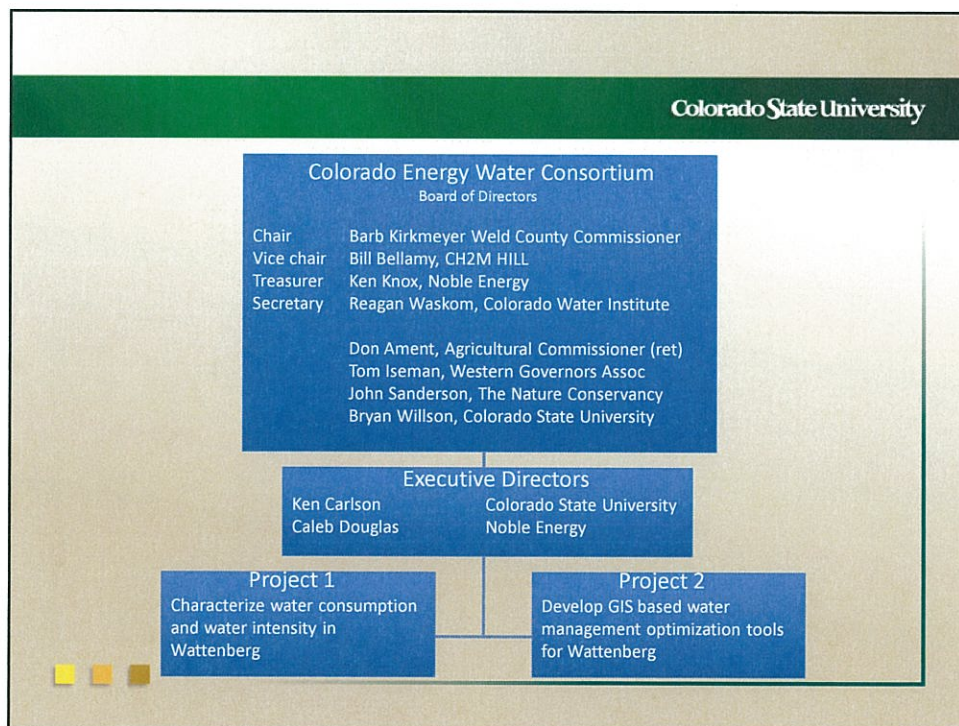 Colorado State University
Colorado Energy Water Consortium
Board of Directors
Chair Barb Kirkmeyer Weld County Commissioner
Vice chair Bill Bellamy, CH2M HILL
Treasurer Ken Knox, Noble Energy
Secretary Reagan Waskom, Colorado Water Institute
Don Ament, Agricultural Commissioner (ret)
Tom Iseman, Western Governors Assoc
John Sanderson, The Nature Conservancy
Bryan Willson, Colorado State University
Executive Directors
Ken Carlson Colorado State University
Caleb Douglas Noble Energy
Project 1
Characterize water consumption
and water intensity in
Wattenberg
Project 2
Develop GIS based water
management optimization tools
for Wattenberg